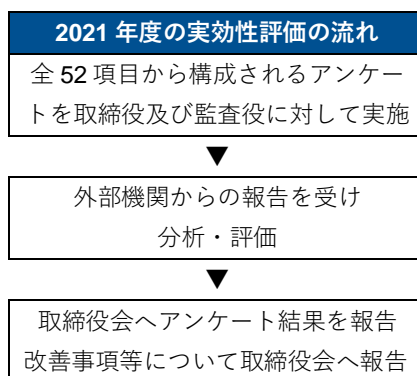 2021 年度の実効性評価の流れ
全 52 項目から構成されるアンケー
トを取締役及び監査役に対して実施
▼
外部機関からの報告を受け
分析・評価
▼
取締役会へアンケート結果を報告
改善事項等について取締役会へ報告